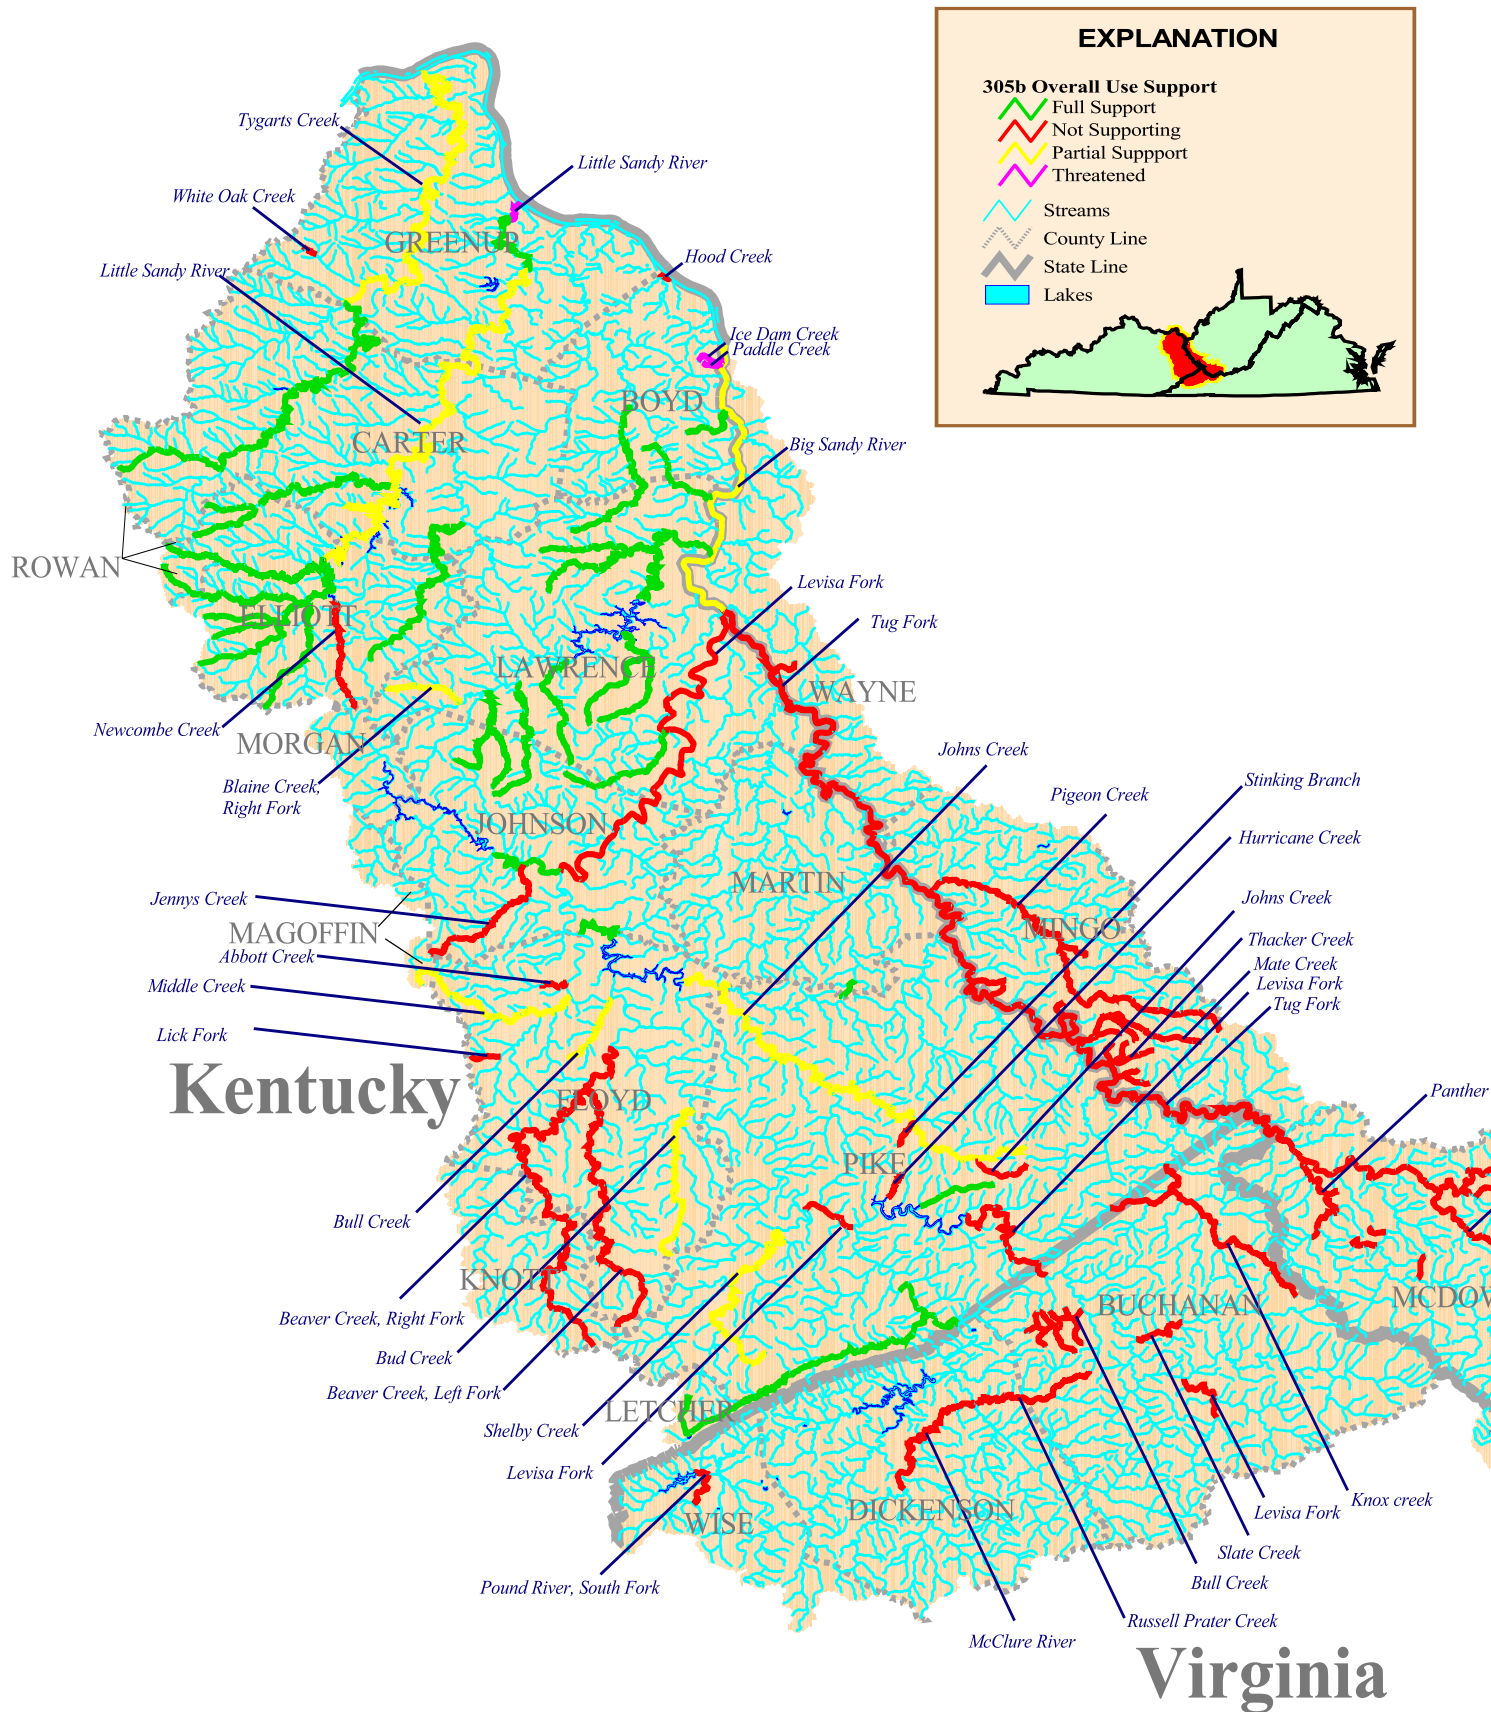 EXPLANATION
305b Overall Use Support
Full Support
Not Supporting
Partial Suppport
Threatened
Streams
County Line
State Line
Lakes
Tygarts Creek
Little Sandy River
White Oak Creek
GREENUP
Hood Creek
Little Sandy River
Ice Dam Creek
Paddle Creek
BOYD
CARTER
Big Sandy River
ROWAN
Levisa Fork
ELLIOTT
Tug Fork
LAWRENCE
WAYNE
Newcombe Creek
MORGAN
Johns Creek
Stinking Branch
Blaine Creek,
Right Fork
Pigeon Creek
JOHNSON
Hurricane Creek
MARTIN
Jennys Creek
Johns Creek
MAGOFFIN
MINGO
Thacker Creek
Abbott Creek
Mate Creek
Middle Creek
Levisa Fork
Tug Fork
Lick Fork
Kentucky
FLOYD
Panther
PIKE
Bull Creek
KNOTT
BUCHANAN
MCDOW
Beaver Creek, Right Fork
Bud Creek
Beaver Creek, Left Fork
LETCHER
Shelby Creek
Levisa Fork
Knox creek
DICKENSON
Levisa Fork
WISE
Slate Creek
Pound River, South Fork
Bull Creek
Russell Prater Creek
McClure River
Virginia